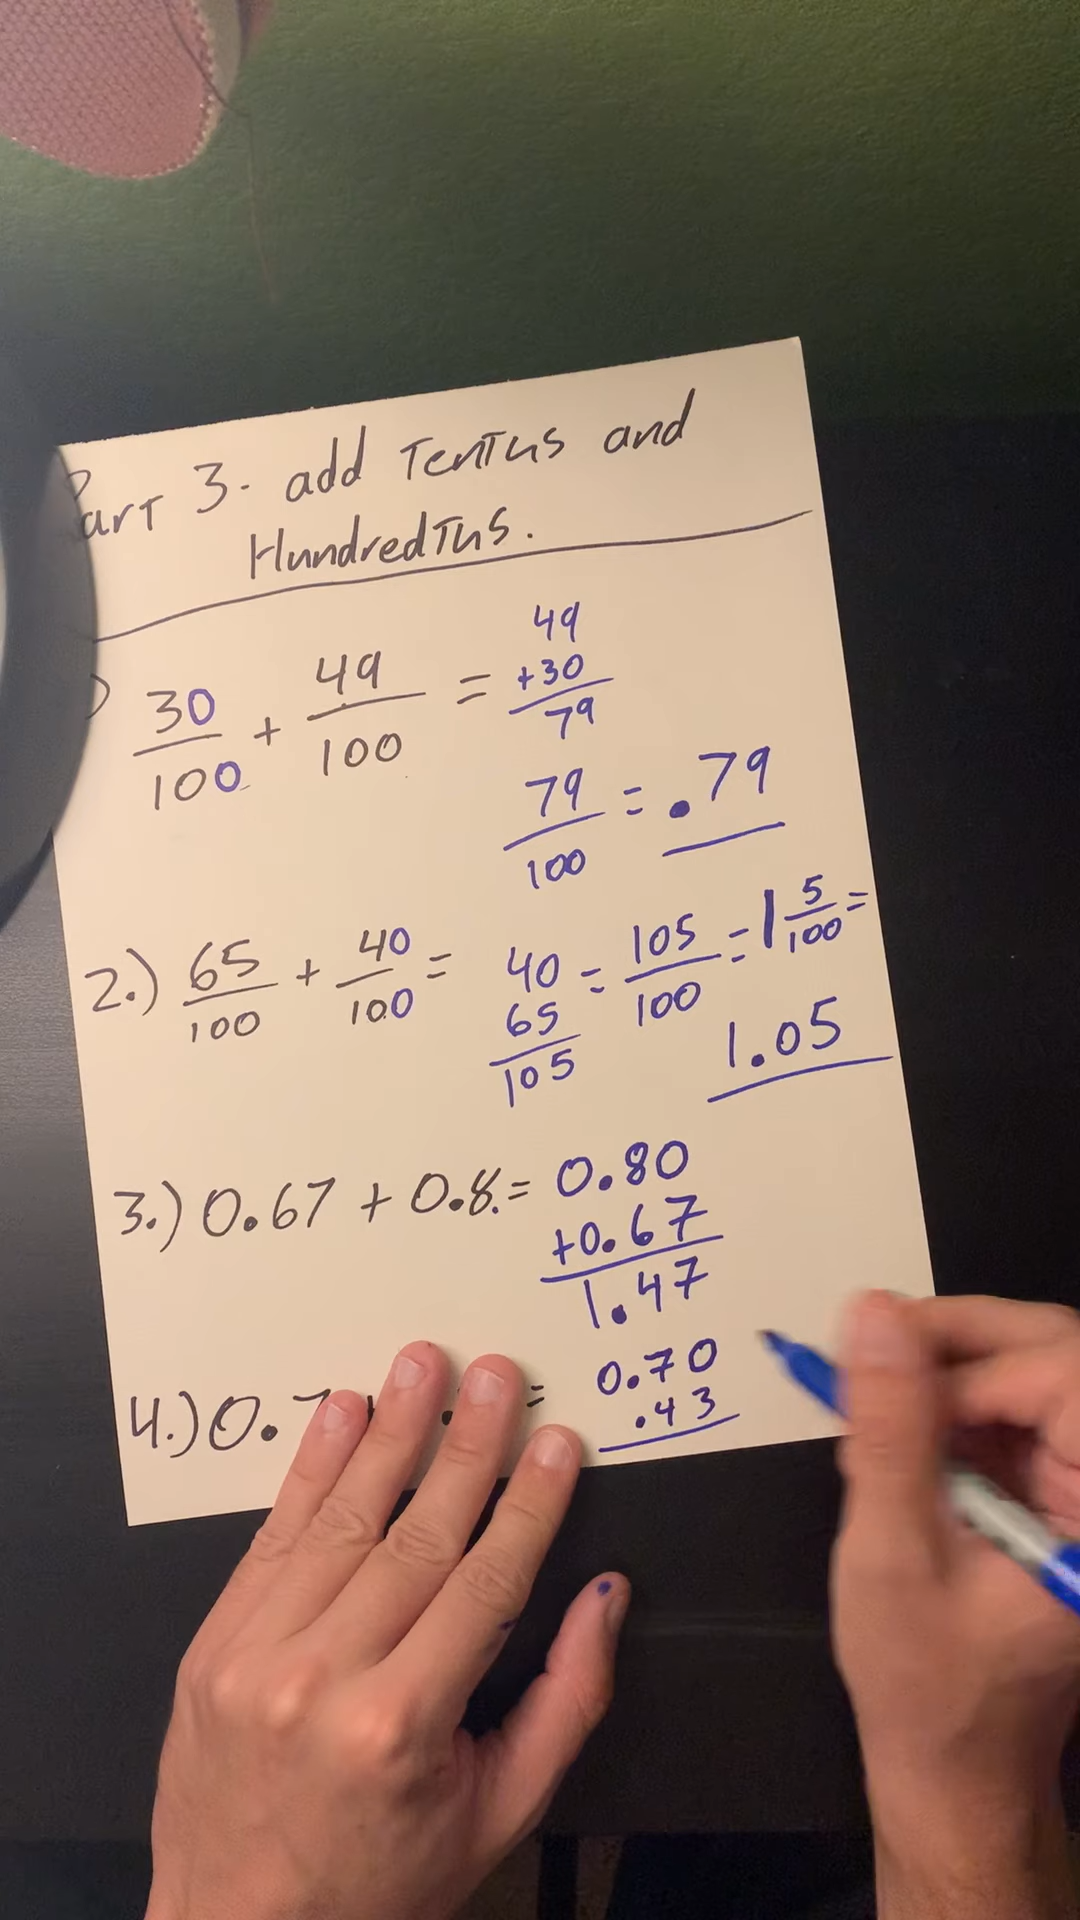 Part 3. add Tenths and
Hundredths.
) 30/100 + 49/100 =
49
+30
79
79/100 = .79
2.) 65/100 + 40/100 =
40
65
105
= 105/100 = 1 5/100 =
1.05
3.) 0.67 + 0.8. =
0.80
+0.67
1.47
4.) 0.7 =
0.70
.43